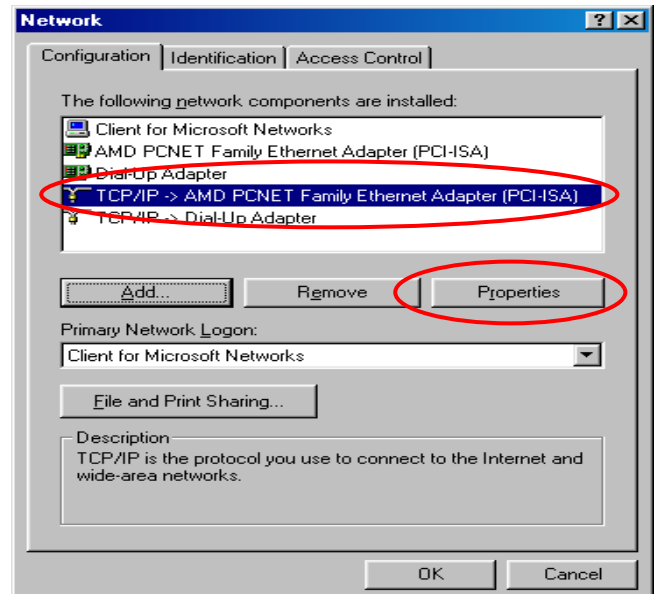 Network
Configuration Identification Access Control
The following network components are installed:
Client for Microsoft Networks
AMD PCNET Family Ethernet Adapter (PCI-ISA)
Dial-Up Adapter
TCP/IP -> AMD PCNET Family Ethernet Adapter (PCI-ISA)
TCP/IP -> Dial-Up Adapter
Add... Remove Properties
Primary Network Logon:
Client for Microsoft Networks
File and Print Sharing...
Description
TCP/IP is the protocol you use to connect to the Internet and
wide-area networks.
OK Cancel